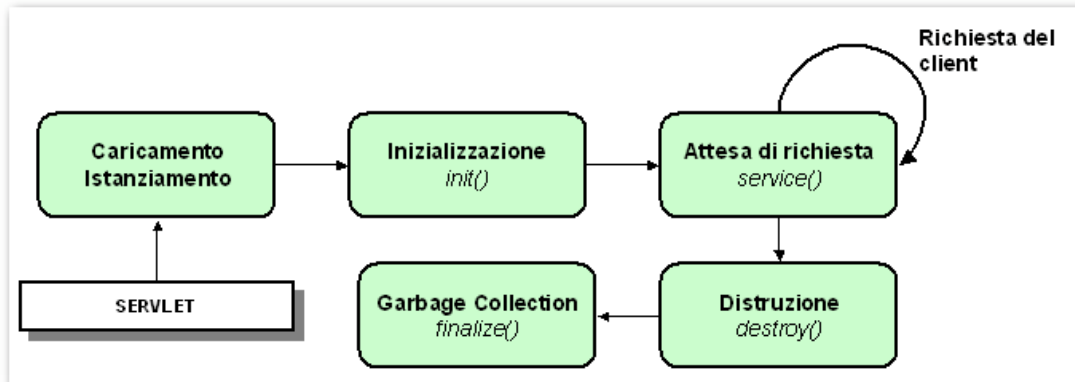 Richiesta del
client
Caricamento
Istanziamento
Inizializzazione
init()
Attesa di richiesta
service()
SERVLET
Garbage Collection
finalize()
Distruzione
destroy()